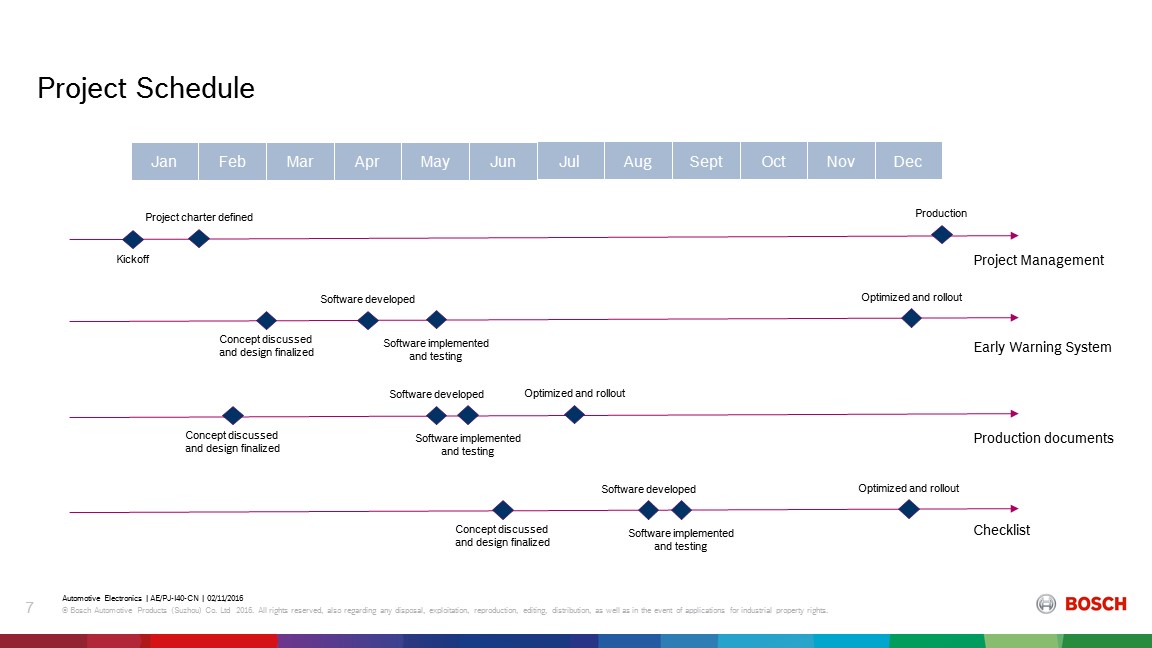 Project Schedule
Jan Feb Mar Apr May Jun Jul Aug Sept Oct Nov Dec
Project charter defined
Production
Kickoff
Project Management
Software developed
Optimized and rollout
Concept discussed
and design finalized
Software implemented
and testing
Early Warning System
Software developed
Optimized and rollout
Concept discussed
and design finalized
Software implemented
and testing
Production documents
Software developed
Optimized and rollout
Concept discussed
and design finalized
Software implemented
and testing
Checklist
7
Automotive Electronics | AE/PJ-I40-CN | 02/11/2016
© Bosch Automotive Products (Suzhou) Co. Ltd 2016. All rights reserved, also regarding any disposal, exploitation, reproduction, editing, distribution, as well as in the event of applications for industrial property rights.
BOSCH